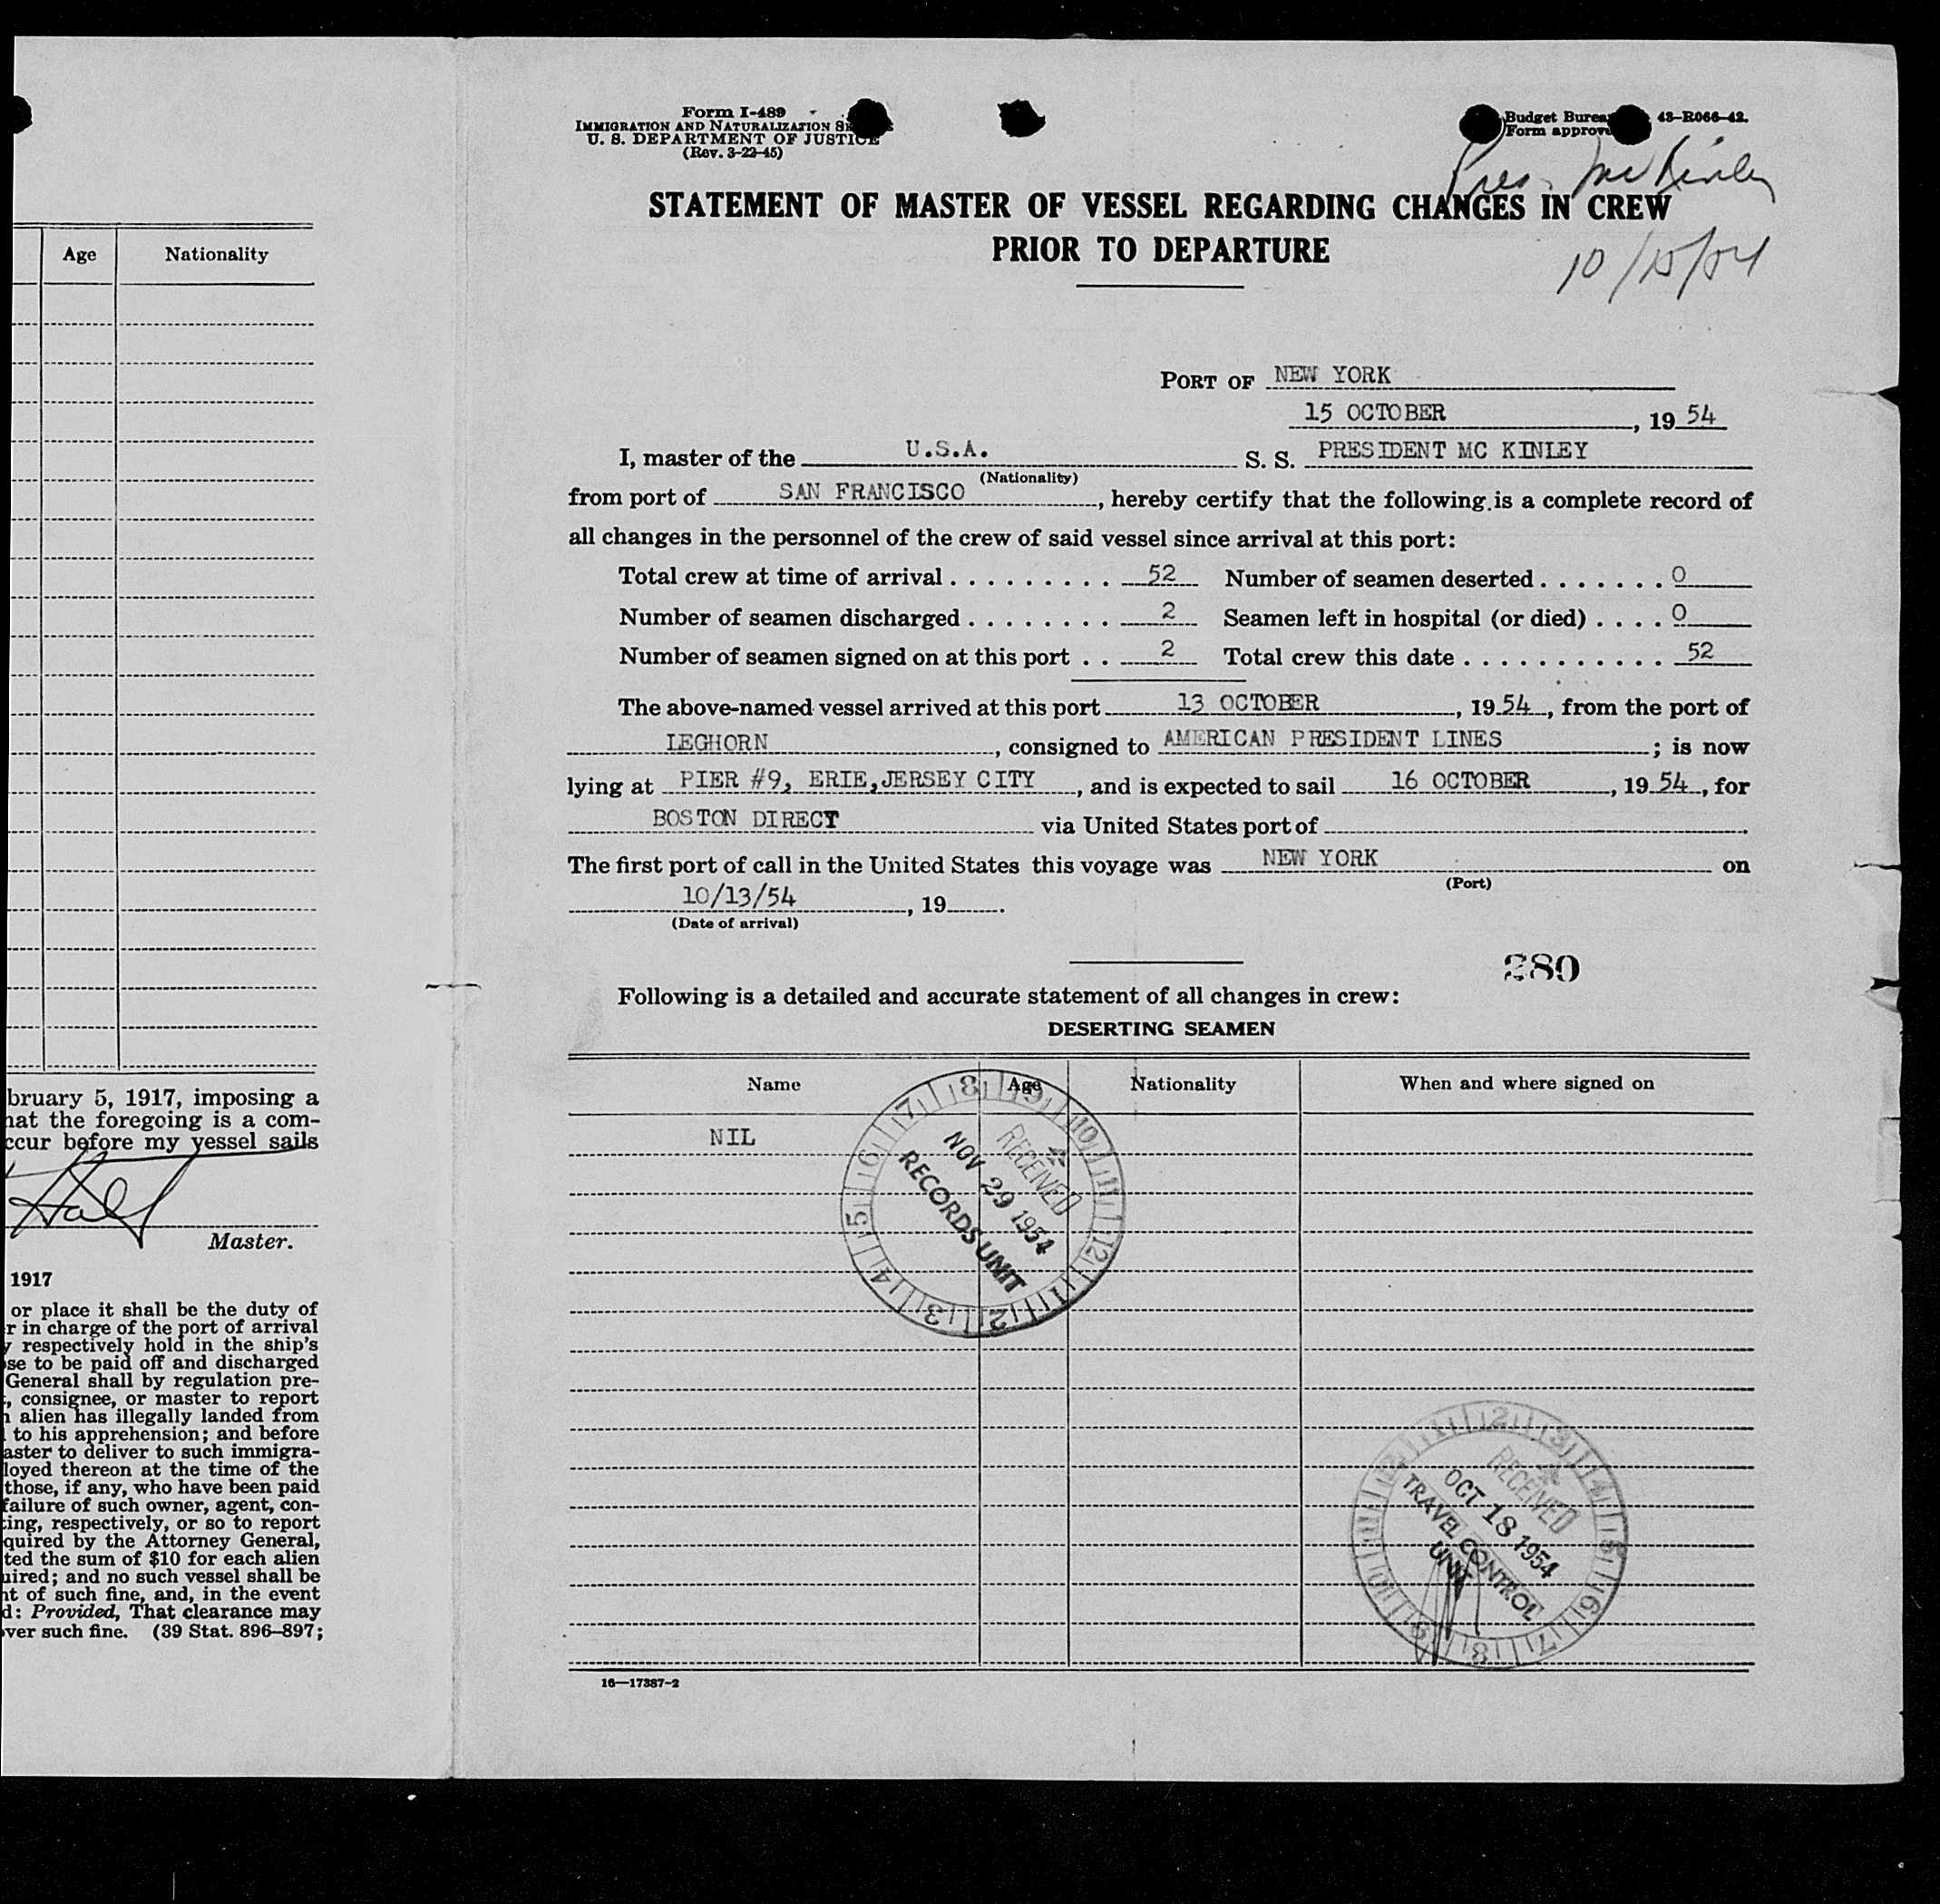 Age Nationality
bruary 5, 1917, imposing a
hat the foregoing is a com-
ccur before my vessel sails
Hall
Master.
1917
or place it shall be the duty of
r in charge of the port of arrival
y respectively hold in the ship's
se to be paid off and discharged
General shall by regulation pre-
, consignee, or master to report
alien has illegally landed from
to his apprehension; and before
aster to deliver to such immigra-
loyed thereon at the time of the
those, if any, who have been paid
failure of such owner, agent, con-
ing, respectively, or so to report
quired by the Attorney General,
ted the sum of $10 for each alien
uired; and no such vessel shall be
nt of such fine, and, in the event
d: Provided, That clearance may
ver such fine. (39 Stat. 896–897;
Form I-489
IMMIGRATION AND NATURALIZATION SE
U. S. DEPARTMENT OF JUSTICE
(Rev. 3-22-45)
Budget Burea 43–R066–42.
Form approve
Pres. McKinley
STATEMENT OF MASTER OF VESSEL REGARDING CHANGES IN CREW
PRIOR TO DEPARTURE
10/15/54
PORT OF NEW YORK
15 OCTOBER, 19 54
I, master of the U.S.A. S. S. PRESIDENT MC KINLEY
(Nationality)
from port of SAN FRANCISCO, hereby certify that the following is a complete record of
all changes in the personnel of the crew of said vessel since arrival at this port:
Total crew at time of arrival . . . . . . . . . . 52 Number of seamen deserted . . . . . . . 0
Number of seamen discharged . . . . . . . . 2 Seamen left in hospital (or died) . . . . 0
Number of seamen signed on at this port . . 2 Total crew this date . . . . . . . . . . . . 52
The above-named vessel arrived at this port 13 OCTOBER, 19 54, from the port of
LEGHORN, consigned to AMERICAN PRESIDENT LINES; is now
lying at PIER #9, ERIE,JERSEY CITY, and is expected to sail 16 OCTOBER, 19 54, for
BOSTON DIRECT via United States port of .
The first port of call in the United States this voyage was NEW YORK on
(Port)
10/13/54, 19 .
(Date of arrival)
280
Following is a detailed and accurate statement of all changes in crew:
DESERTING SEAMEN
Name Age Nationality When and where signed on
NIL
RECEIVED
NOV 29 1954
RECORDS UNIT
RECEIVED
OCT 18 1954
TRAVEL CONTROL
UNIT
16—17387-2